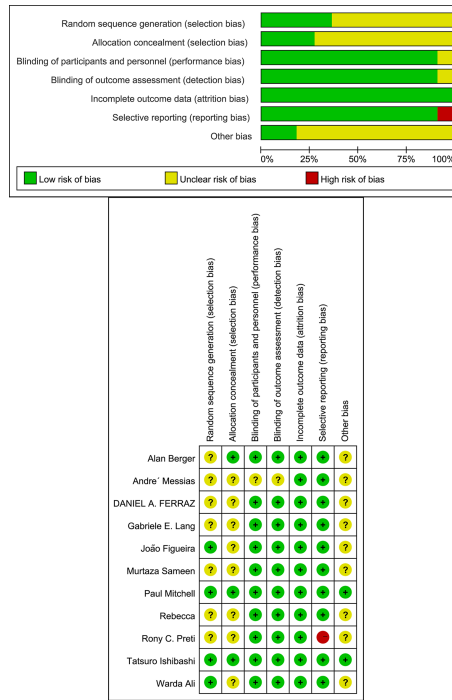 Random sequence generation (selection bias)
Allocation concealment (selection bias)
Blinding of participants and personnel (performance bias)
Blinding of outcome assessment (detection bias)
Incomplete outcome data (attrition bias)
Selective reporting (reporting bias)
Other bias
0% 25% 50% 75% 100%
Low risk of bias Unclear risk of bias High risk of bias
Random sequence generation (selection bias)
Allocation concealment (selection bias)
Blinding of participants and personnel (performance bias)
Blinding of outcome assessment (detection bias)
Incomplete outcome data (attrition bias)
Selective reporting (reporting bias)
Other bias
Alan Berger ? + + + + + ?
Andre´ Messias ? ? ? ? + + ?
DANIEL A. FERRAZ ? ? + + + + ?
Gabriele E. Lang ? ? + + + + ?
João Figueira + ? + + + + ?
Murtaza Sameen ? ? + + + + ?
Paul Mitchell + + + + + + +
Rebecca ? ? + + + + ?
Rony C. Preti ? ? + + + ?
Tatsuro Ishibashi + + + + + + +
Warda Ali + ? + + + + ?